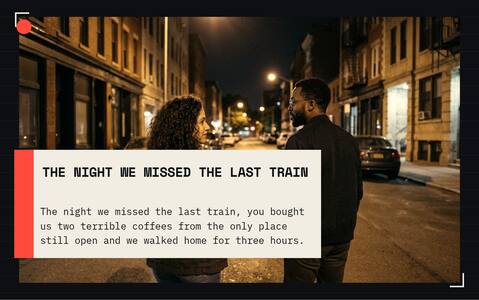 THE NIGHT WE MISSED THE LAST TRAIN
The night we missed the last train, you bought
us two terrible coffees from the only place
still open and we walked home for three hours.